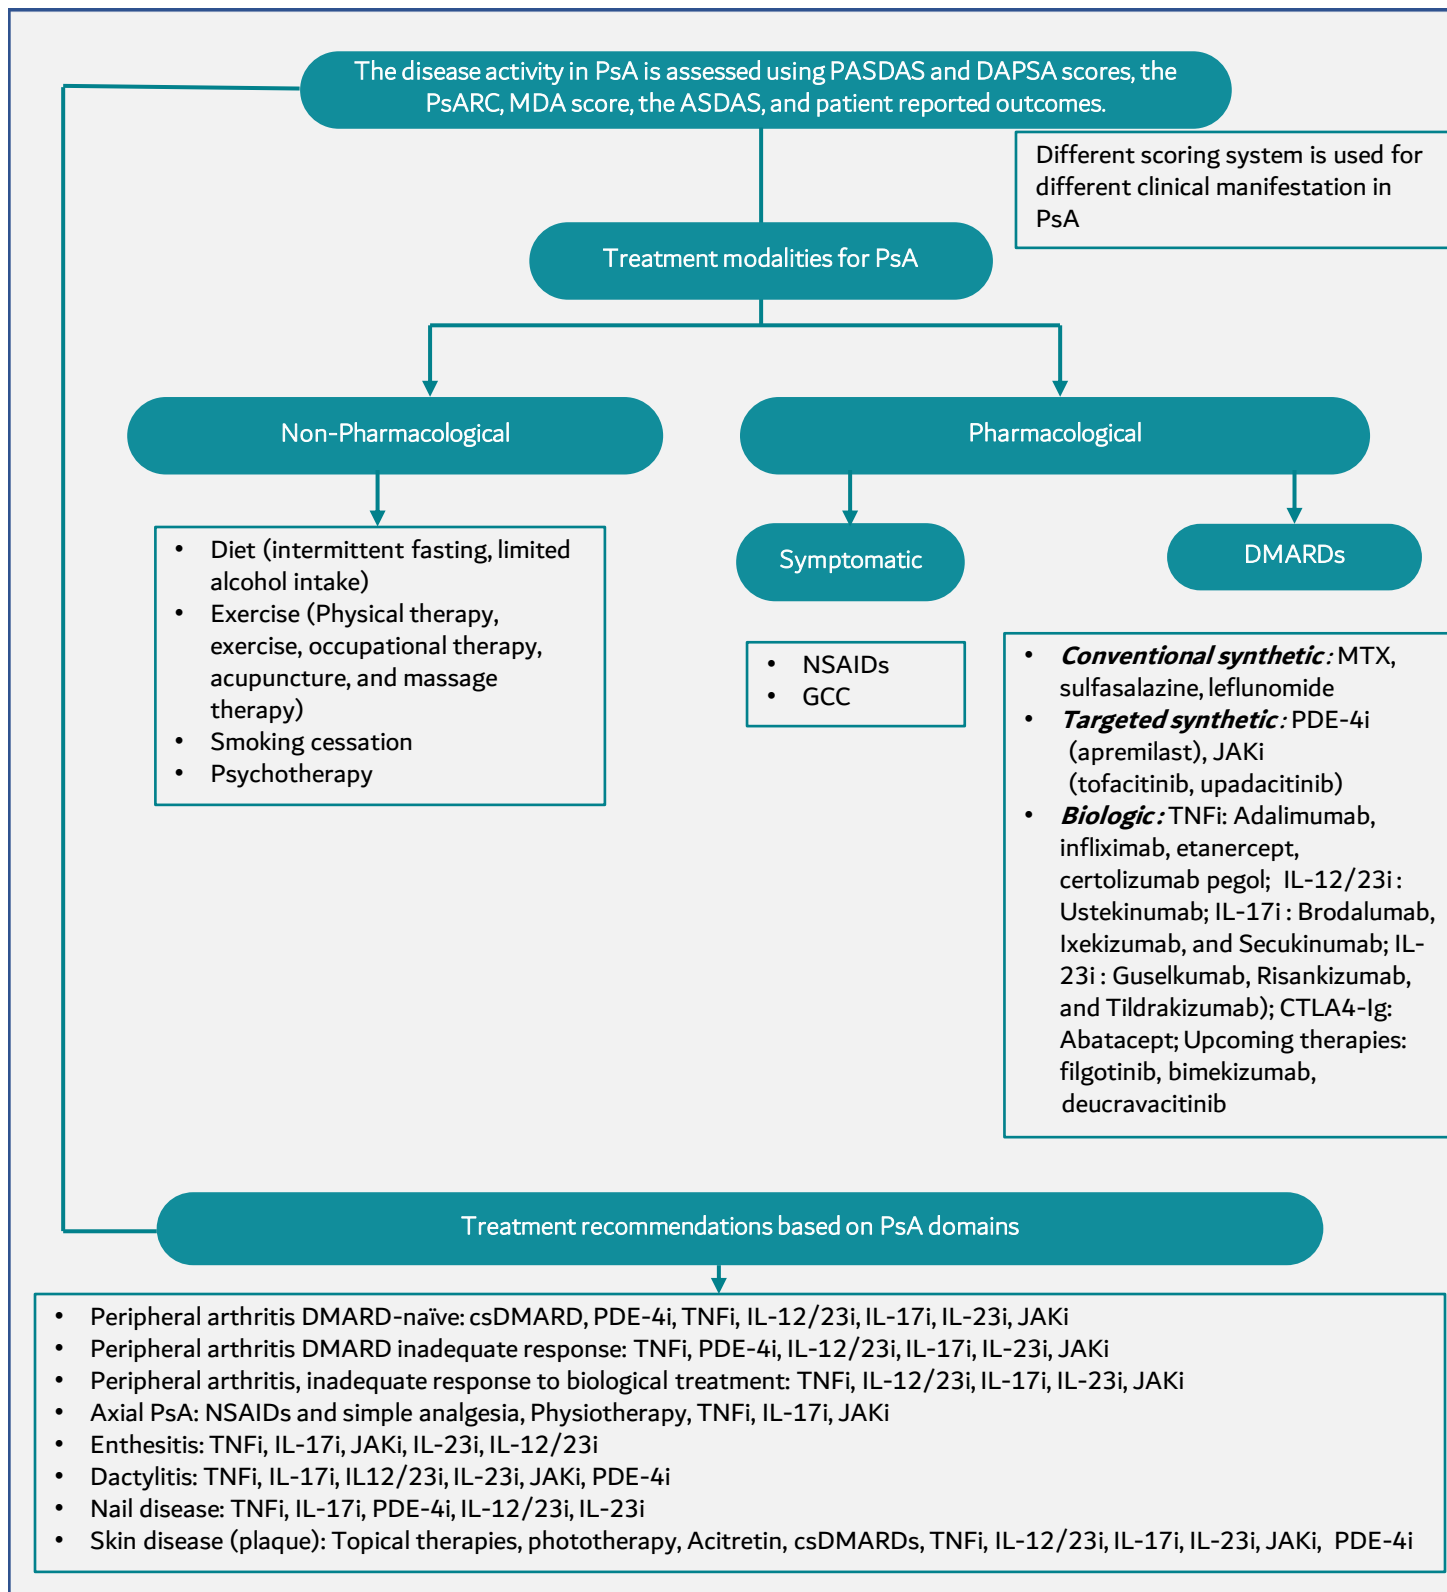 The disease activity in PsA is assessed using PASDAS and DAPSA scores, the
PsARC, MDA score, the ASDAS, and patient reported outcomes.
Different scoring system is used for
different clinical manifestation in
PsA
Treatment modalities for PsA
Non-Pharmacological
Pharmacological
• Diet (intermittent fasting, limited
alcohol intake)
• Exercise (Physical therapy,
exercise, occupational therapy,
acupuncture, and massage
therapy)
• Smoking cessation
• Psychotherapy
Symptomatic
• NSAIDs
• GCC
DMARDs
• Conventional synthetic: MTX,
sulfasalazine, leflunomide
• Targeted synthetic: PDE-4i
(apremilast), JAKi
(tofacitinib, upadacitinib)
• Biologic: TNFi: Adalimumab,
infliximab, etanercept,
certolizumab pegol; IL-12/23i :
Ustekinumab; IL-17i : Brodalumab,
Ixekizumab, and Secukinumab; IL-
23i : Guselkumab, Risankizumab,
and Tildrakizumab); CTLA4-Ig:
Abatacept; Upcoming therapies:
filgotinib, bimekizumab,
deucravacitinib
Treatment recommendations based on PsA domains
• Peripheral arthritis DMARD-naïve: csDMARD, PDE-4i, TNFi, IL-12/23i, IL-17i, IL-23i, JAKi
• Peripheral arthritis DMARD inadequate response: TNFi, PDE-4i, IL-12/23i, IL-17i, IL-23i, JAKi
• Peripheral arthritis, inadequate response to biological treatment: TNFi, IL-12/23i, IL-17i, IL-23i, JAKi
• Axial PsA: NSAIDs and simple analgesia, Physiotherapy, TNFi, IL-17i, JAKi
• Enthesitis: TNFi, IL-17i, JAKi, IL-23i, IL-12/23i
• Dactylitis: TNFi, IL-17i, IL12/23i, IL-23i, JAKi, PDE-4i
• Nail disease: TNFi, IL-17i, PDE-4i, IL-12/23i, IL-23i
• Skin disease (plaque): Topical therapies, phototherapy, Acitretin, csDMARDs, TNFi, IL-12/23i, IL-17i, IL-23i, JAKi, PDE-4i